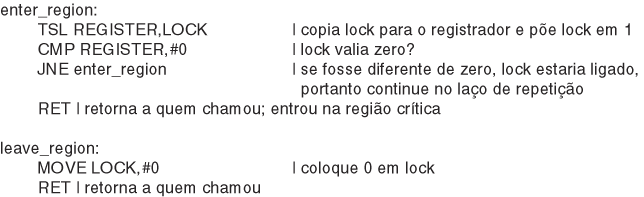 enter_region:
TSL REGISTER,LOCK | copia lock para o registrador e põe lock em 1
CMP REGISTER,#0 | lock valia zero?
JNE enter_region | se fosse diferente de zero, lock estaria ligado,
portanto continue no laço de repetição
RET | retorna a quem chamou; entrou na região crítica
leave_region:
MOVE LOCK,#0 | coloque 0 em lock
RET | retorna a quem chamou